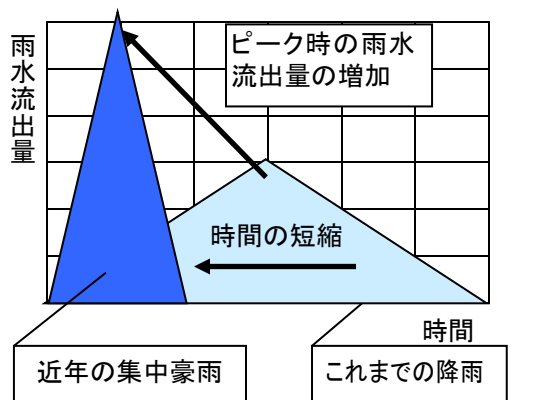 雨水流出量
ピーク時の雨水
流出量の増加
時間の短縮
時間
近年の集中豪雨
これまでの降雨